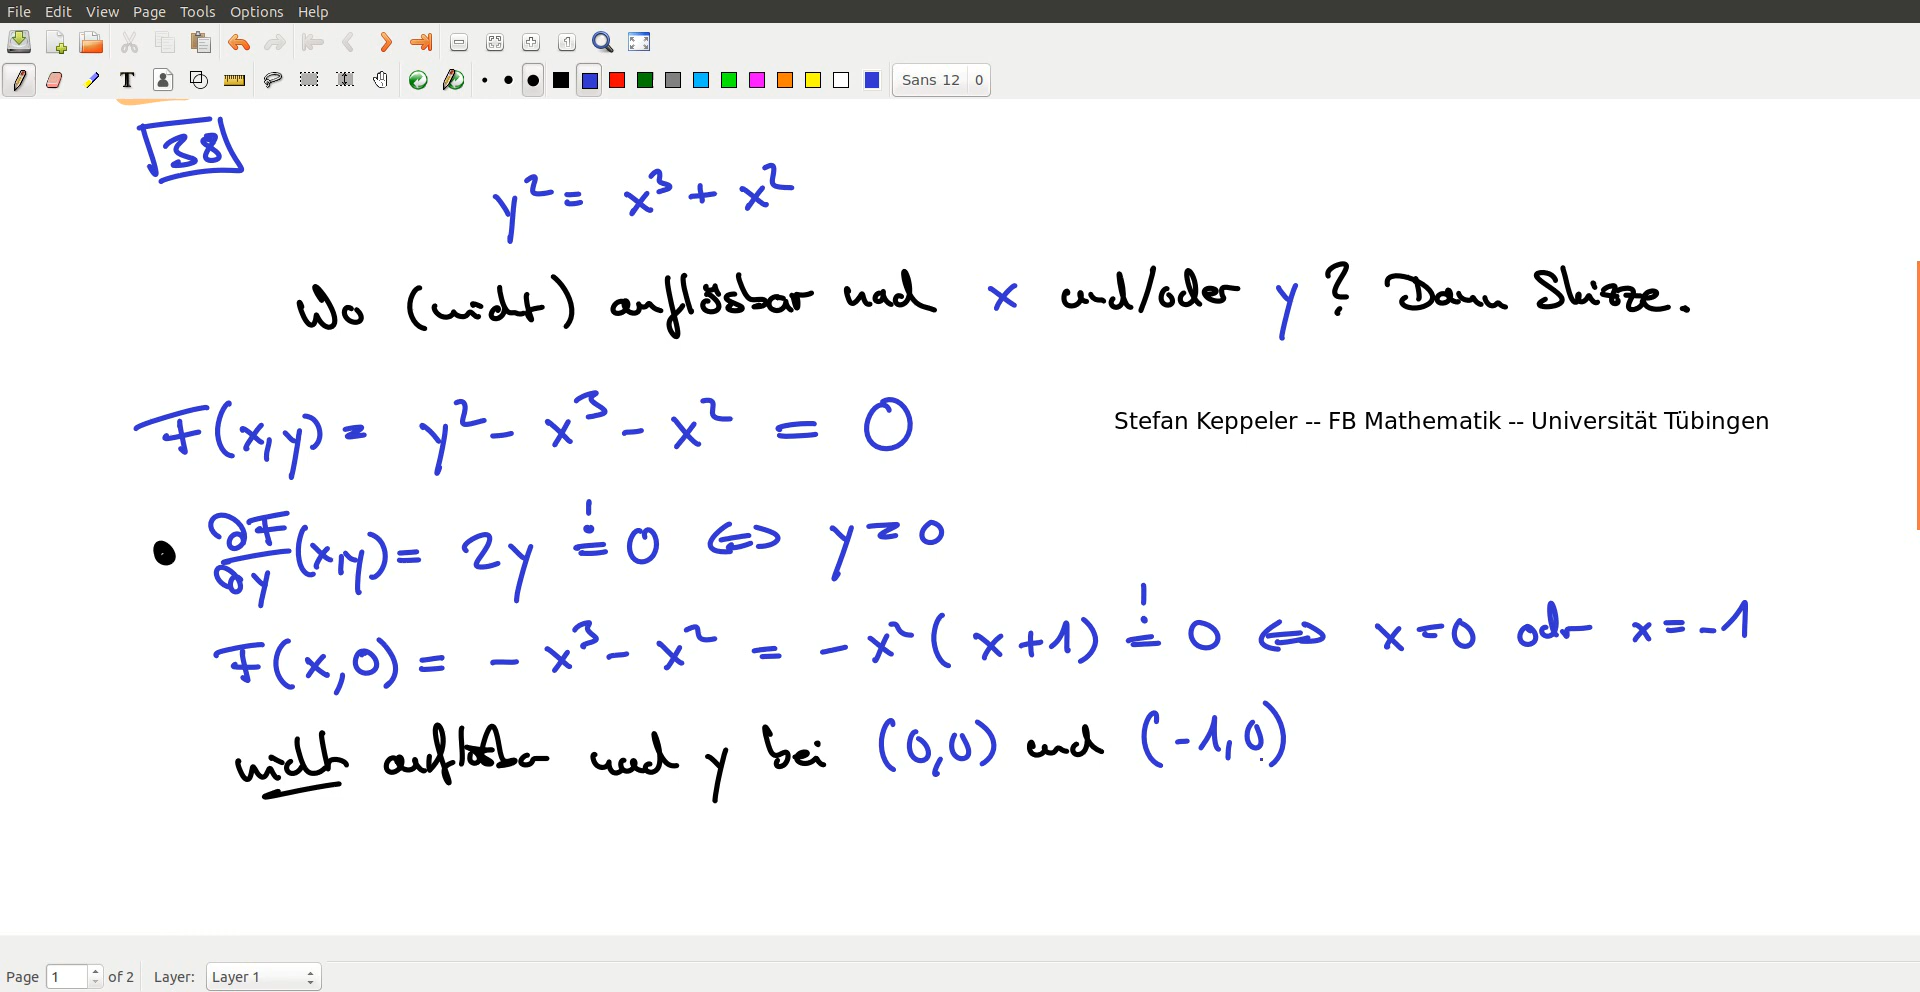 File Edit View Page Tools Options Help
T Sans 12 0
38
y² = x³ + x²
Wo (nicht) auflösbar nach x und/oder y? Dann Skizze.
F(x,y) = y² - x³ - x² = 0
Stefan Keppeler -- FB Mathematik -- Universität Tübingen
• ∂F/∂y (x,y) = 2y =! 0 ⇔ y = 0
F(x,0) = - x³ - x² = - x² (x+1) =! 0 ⇔ x = 0 oder x = -1
nicht auflösbar nach y bei (0,0) und (-1,0)
Page 1 of 2 Layer: Layer 1